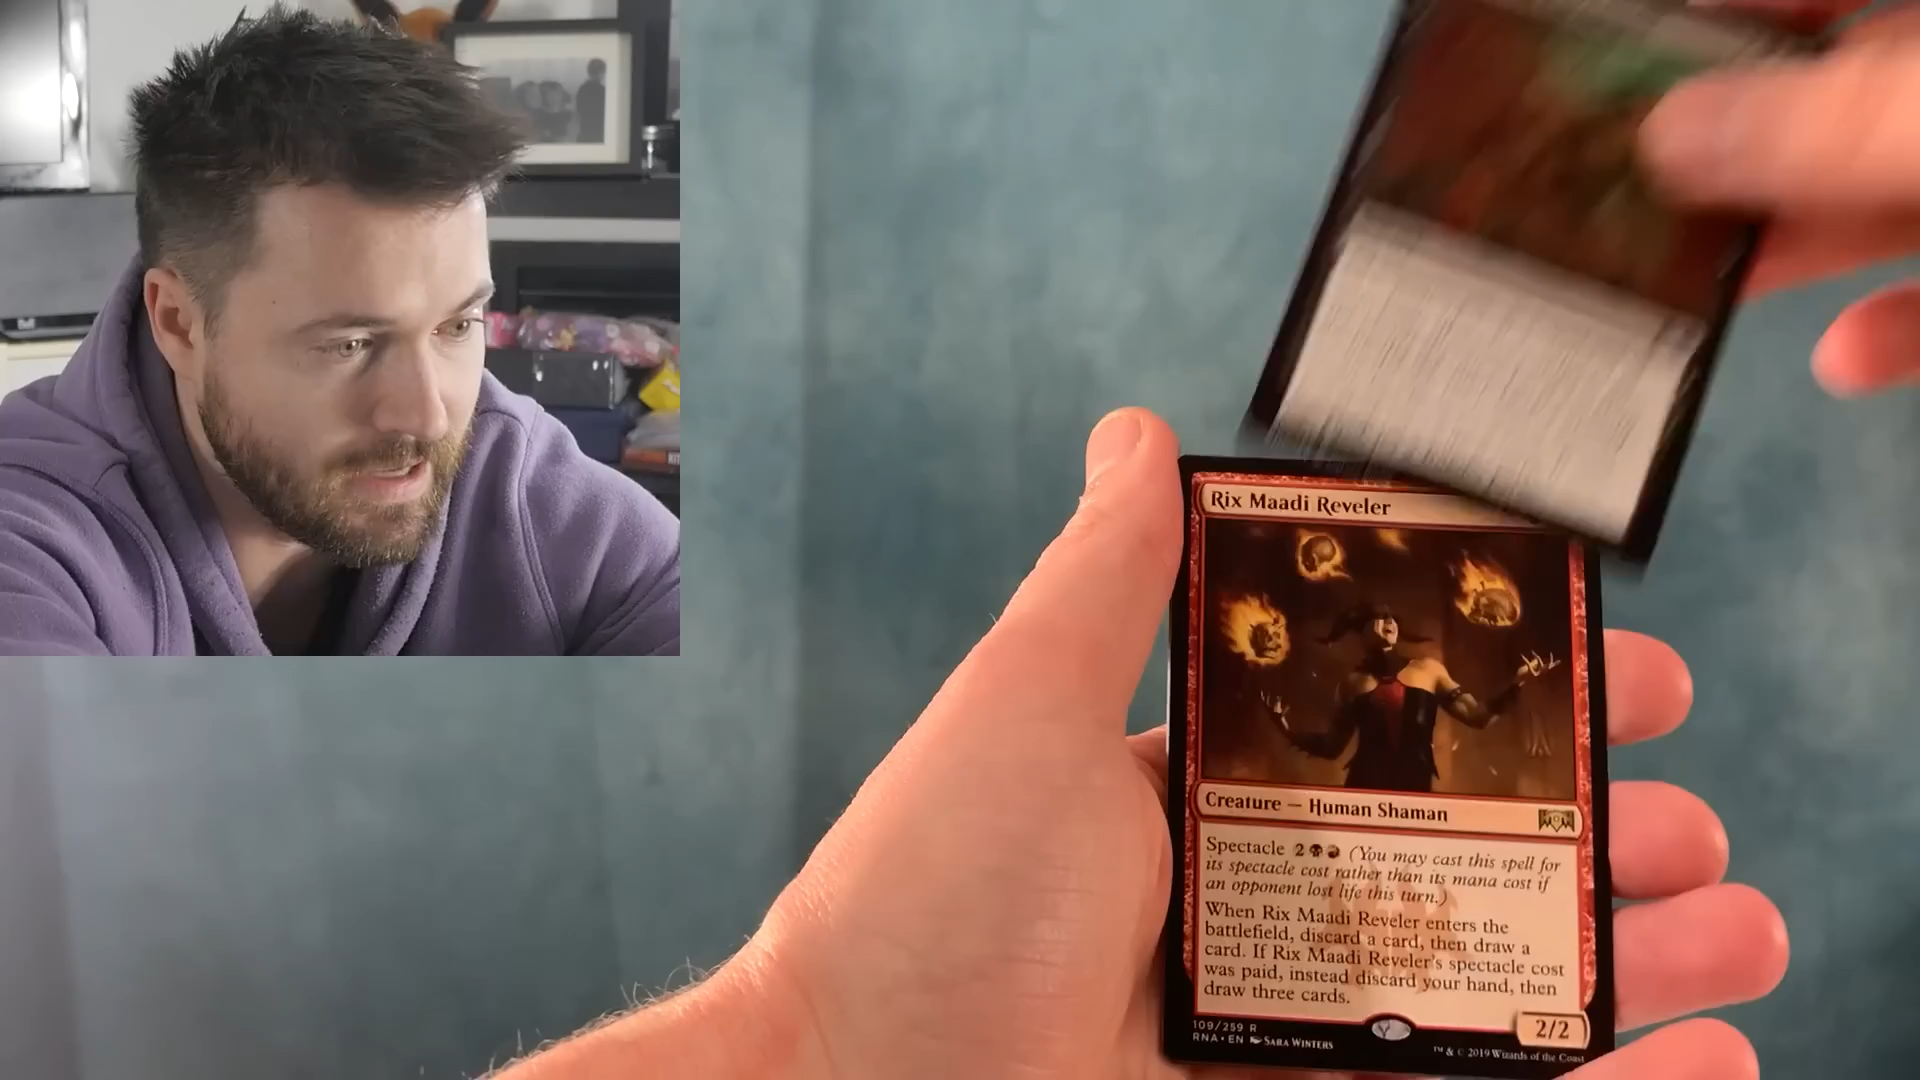 Rix Maadi Reveler
Creature — Human Shaman
Spectacle 2 (You may cast this spell for
its spectacle cost rather than its mana cost if
an opponent lost life this turn.)
When Rix Maadi Reveler enters the
battlefield, discard a card, then draw a
card. If Rix Maadi Reveler's spectacle cost
was paid, instead discard your hand, then
draw three cards.
2/2
109/259 R
RNA • EN SARA WINTERS
™ & © 2019 Wizards of the Coast